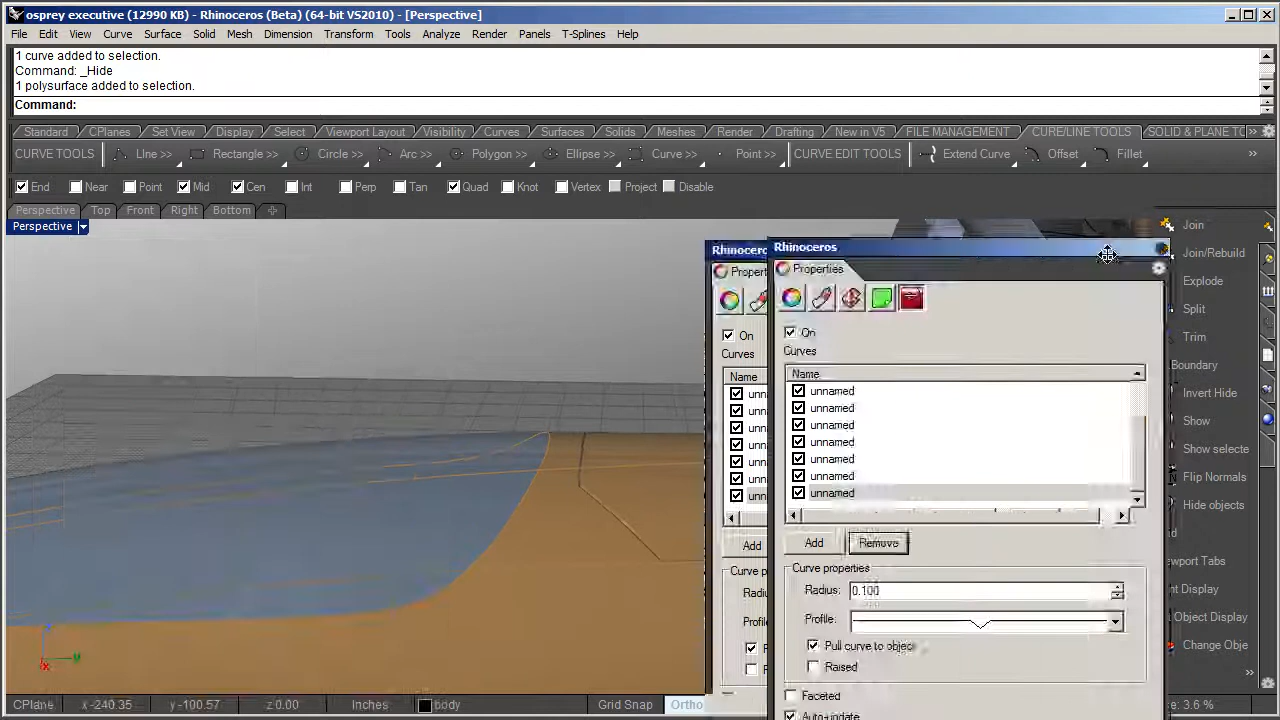 osprey executive (12990 KB) - Rhinoceros (Beta) (64-bit VS2010) - [Perspective]
File Edit View Curve Surface Solid Mesh Dimension Transform Tools Analyze Render Panels T-Splines Help
1 curve added to selection.
Command: _Hide
1 polysurface added to selection.
Command:
Standard CPlanes Set View Display Select Viewport Layout Visibility Curves Surfaces Solids Meshes Render Drafting New in V5 FILE MANAGEMENT CURE/LINE TOOLS SOLID & PLANE TO
CURVE TOOLS LIne >> Rectangle >> Circle >> Arc >> Polygon >> Ellipse >> Curve >> Point >> CURVE EDIT TOOLS Extend Curve Offset Fillet >>
End Near Point Mid Cen Int Perp Tan Quad Knot Vertex Project Disable
Perspective Top Front Right Bottom
Perspective
Join
Join/Rebuild
Explode
Split
Trim
Boundary
Invert Hide
Show
Show selecte
Flip Normals
Hide objects
Change Obje
Rhinoceros
Properties
On
Curves
Name
unnamed
unnamed
unnamed
unnamed
unnamed
unnamed
unnamed
Add Remove
Curve properties
Radius: 0.100
Profile:
Pull curve to object
Raised
Faceted
Auto-update
CPlane x -240.35 y -100.57 z 0.00 Inches body Grid Snap Ortho